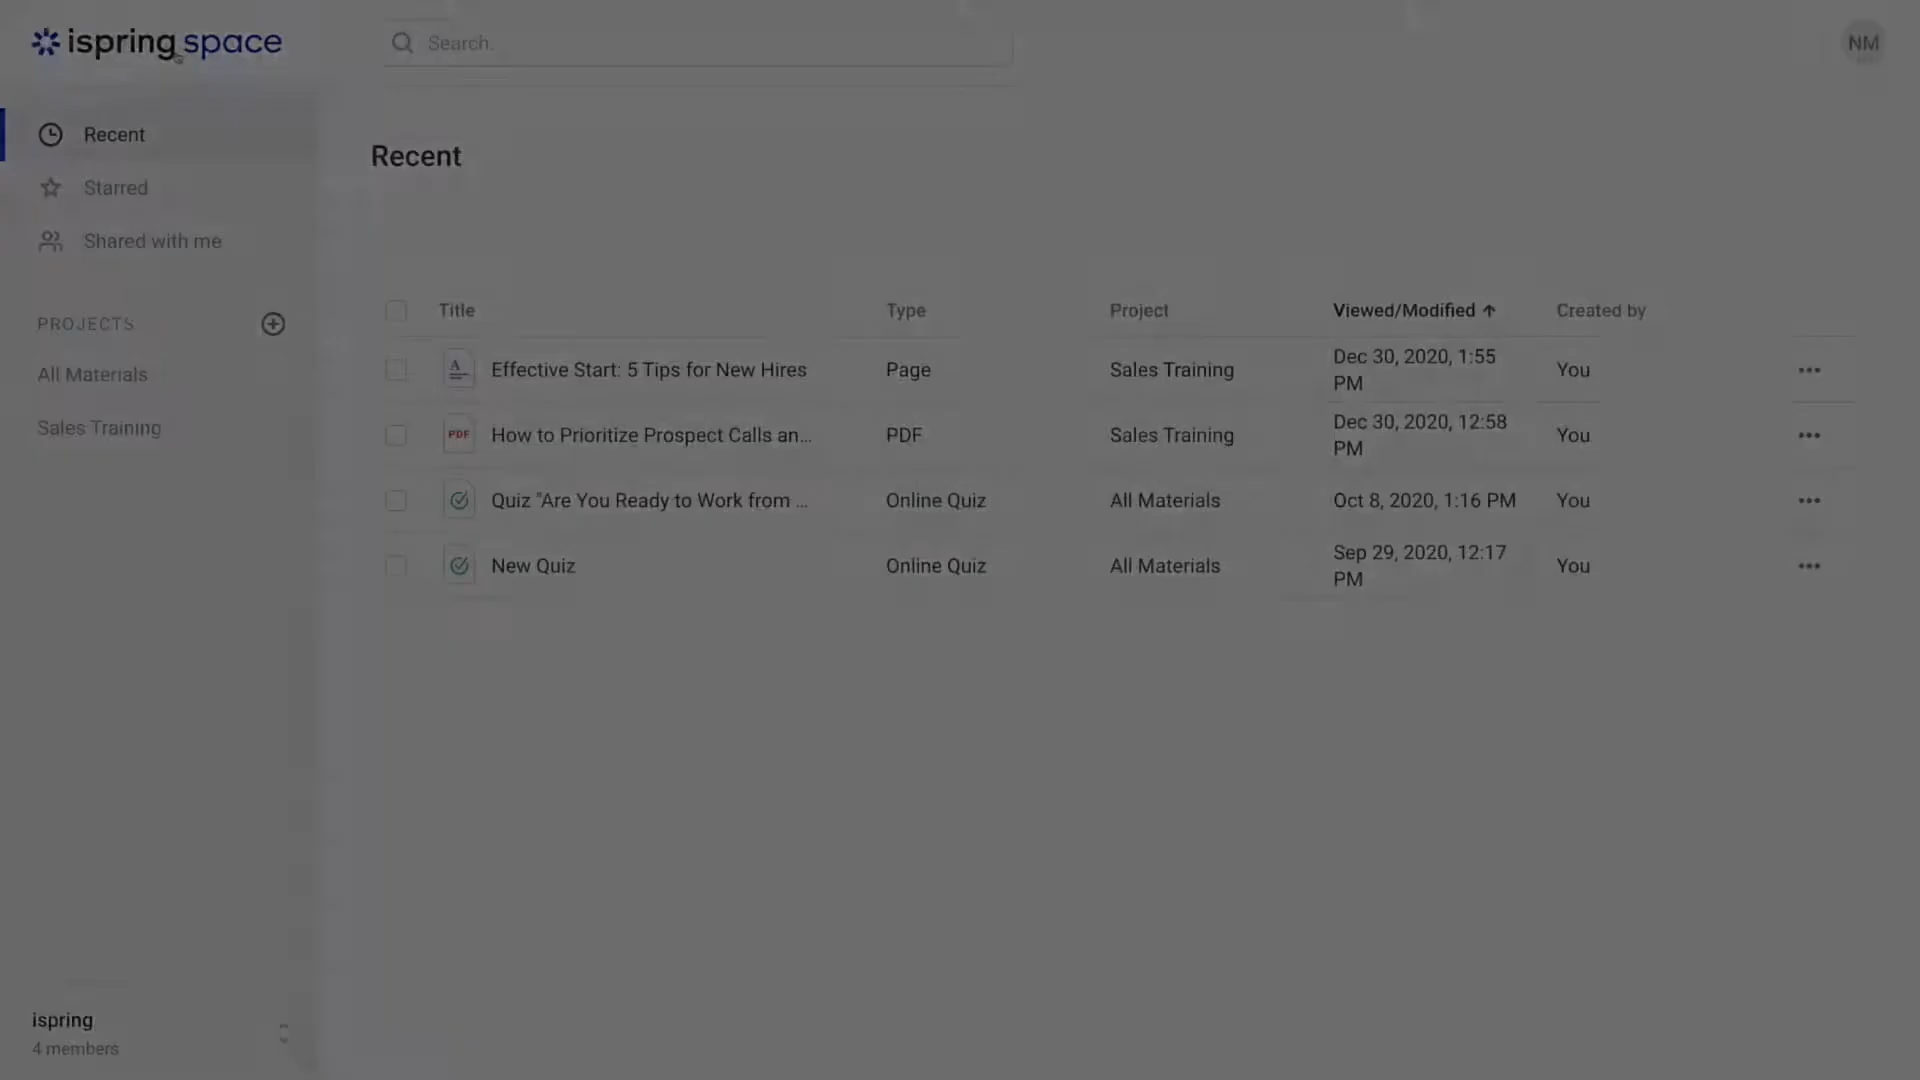 ispring space
Search.
NM
Recent
Starred
Shared with me
PROJECTS
All Materials
Sales Training
ispring
4 members
Recent
Title Type Project Viewed/Modified Created by
Effective Start: 5 Tips for New Hires Page Sales Training Dec 30, 2020, 1:55 PM You
PDF How to Prioritize Prospect Calls an... PDF Sales Training Dec 30, 2020, 12:58 PM You
Quiz "Are You Ready to Work from ... Online Quiz All Materials Oct 8, 2020, 1:16 PM You
New Quiz Online Quiz All Materials Sep 29, 2020, 12:17 PM You